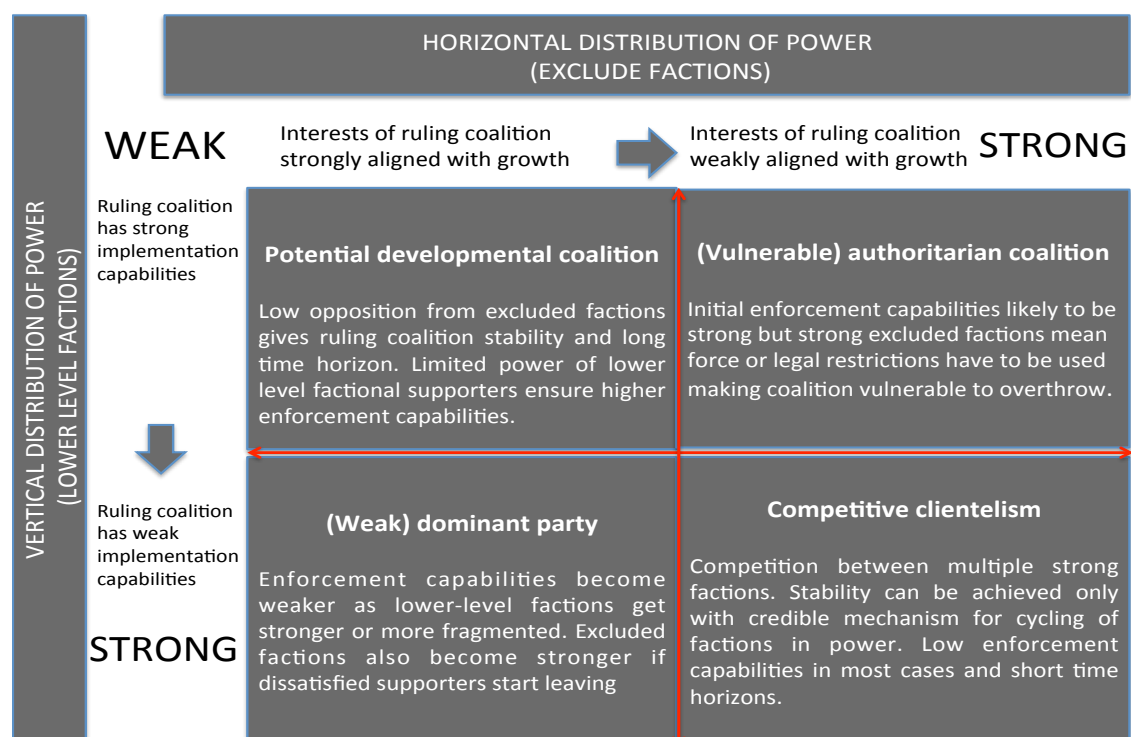 HORIZONTAL DISTRIBUTION OF POWER
(EXCLUDE FACTIONS)
VERTICAL DISTRIBUTION OF POWER
(LOWER LEVEL FACTIONS)
WEAK
Interests of ruling coalition
strongly aligned with growth
Interests of ruling coalition
weakly aligned with growth
STRONG
Ruling coalition
has strong
implementation
capabilities
Potential developmental coalition
Low opposition from excluded factions
gives ruling coalition stability and long
time horizon. Limited power of lower
level factional supporters ensure higher
enforcement capabilities.
(Vulnerable) authoritarian coalition
Initial enforcement capabilities likely to be
strong but strong excluded factions mean
force or legal restrictions have to be used
making coalition vulnerable to overthrow.
Ruling coalition
has weak
implementation
capabilities
STRONG
(Weak) dominant party
Enforcement capabilities become
weaker as lower-level factions get
stronger or more fragmented. Excluded
factions also become stronger if
dissatisfied supporters start leaving
Competitive clientelism
Competition between multiple strong
factions. Stability can be achieved only
with credible mechanism for cycling of
factions in power. Low enforcement
capabilities in most cases and short time
horizons.